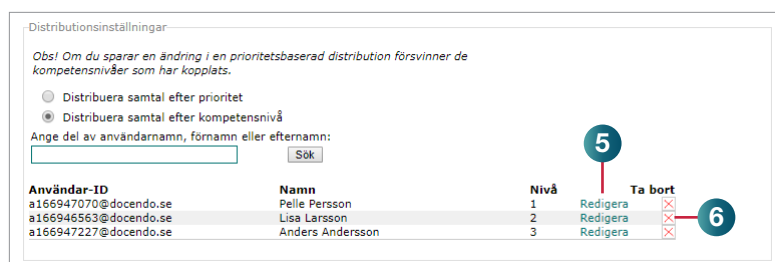 Distributionsinställningar
Obs! Om du sparar en ändring i en prioritetsbaserad distribution försvinner de
kompetensnivåer som har kopplats.
Distribuera samtal efter prioritet
Distribuera samtal efter kompetensnivå
Ange del av användarnamn, förnamn eller efternamn:
Sök
5
Användar-ID Namn Nivå Ta bort
a166947070@docendo.se Pelle Persson 1 Redigera
a166946563@docendo.se Lisa Larsson 2 Redigera 6
a166947227@docendo.se Anders Andersson 3 Redigera